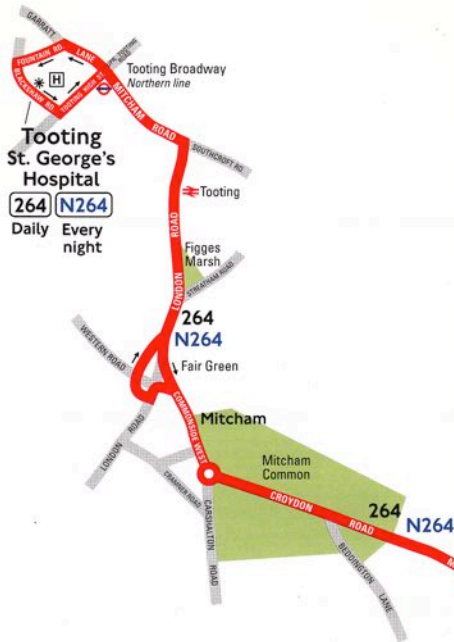 GARRATT
LANE
FOUNTAIN RD.
BLACKSHAW RD.
H
TOOTING HIGH ST.
Tooting Broadway
Northern line
MITCHAM ROAD
Tooting
St. George's
Hospital
264 N264
Daily Every
night
SOUTHCROFT RD.
Tooting
LONDON ROAD
Figges
Marsh
STREATHAM ROAD
264
N264
WESTERN ROAD
Fair Green
LONDON ROAD
COMMONSIDE WEST
Mitcham
CRANMER ROAD
Mitcham
Common
CARSHALTON
ROAD
CROYDON ROAD
264
N264
BEDDINGTON
LANE
M